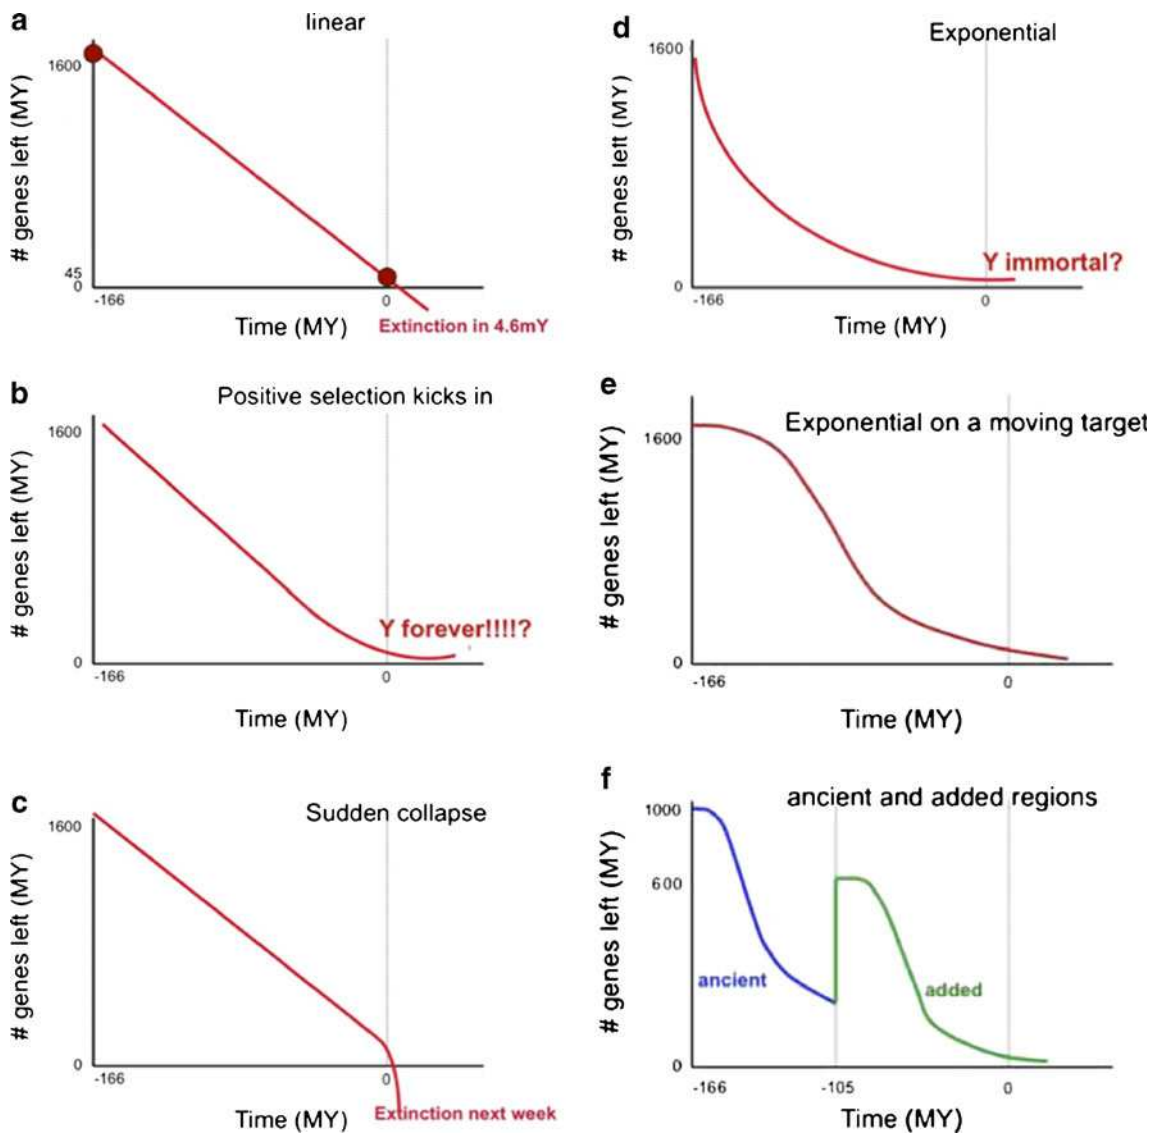 a
linear
# genes left (MY)
1600
45
0
-166
0
Time (MY)
Extinction in 4.6mY
b
Positive selection kicks in
# genes left (MY)
1600
0
Y forever!!!!?
-166
0
Time (MY)
c
Sudden collapse
# genes left (MY)
1600
0
-166
0
Time (MY)
Extinction next week
d
Exponential
# genes left (MY)
1600
0
Y immortal?
-166
0
Time (MY)
e
Exponential on a moving target
# genes left (MY)
1600
0
-166
0
Time (MY)
f
ancient and added regions
# genes left (MY)
1000
600
0
ancient
added
-166
-105
0
Time (MY)